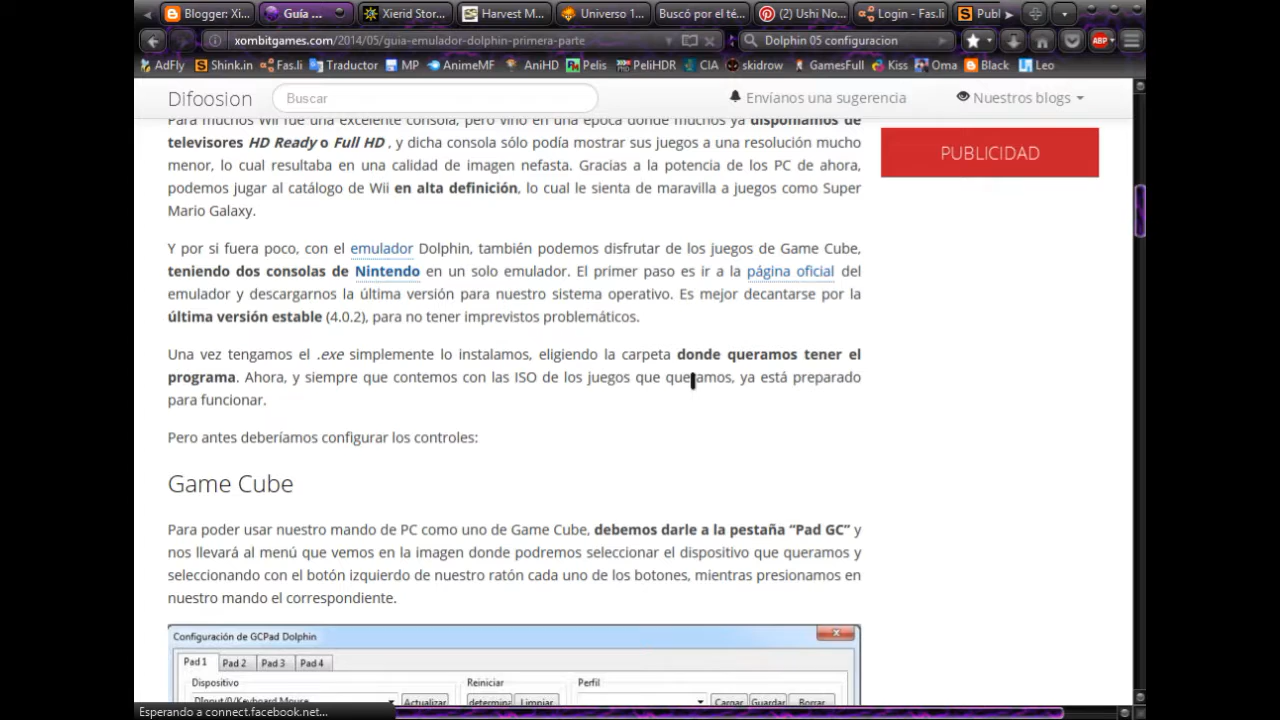 Blogger: Xi... Guía ... Xierid Stor... Harvest M... Universo 1... Buscó por el té... (2) Ushi No... Login - Fas.li Publ
xombitgames.com/2014/05/guia-emulador-dolphin-primera-parte Dolphin 05 configuracion ABP
AdFly Shink.in Fas.li Traductor MP AnimeMF AniHD Pelis PeliHDR CIA skidrow GamesFull Kiss Oma Black Leo
Difoosion Buscar Envíanos una sugerencia Nuestros blogs
Para muchos Wii fue una excelente consola, pero vino en una época donde muchos ya disponíamos de
televisores HD Ready o Full HD , y dicha consola sólo podía mostrar sus juegos a una resolución mucho
menor, lo cual resultaba en una calidad de imagen nefasta. Gracias a la potencia de los PC de ahora,
podemos jugar al catálogo de Wii en alta definición, lo cual le sienta de maravilla a juegos como Super
Mario Galaxy.
PUBLICIDAD
Y por si fuera poco, con el emulador Dolphin, también podemos disfrutar de los juegos de Game Cube,
teniendo dos consolas de Nintendo en un solo emulador. El primer paso es ir a la página oficial del
emulador y descargarnos la última versión para nuestro sistema operativo. Es mejor decantarse por la
última versión estable (4.0.2), para no tener imprevistos problemáticos.
Una vez tengamos el .exe simplemente lo instalamos, eligiendo la carpeta donde queramos tener el
programa. Ahora, y siempre que contemos con las ISO de los juegos que queramos, ya está preparado
para funcionar.
Pero antes deberíamos configurar los controles:
Game Cube
Para poder usar nuestro mando de PC como uno de Game Cube, debemos darle a la pestaña “Pad GC” y
nos llevará al menú que vemos en la imagen donde podremos seleccionar el dispositivo que queramos y
seleccionando con el botón izquierdo de nuestro ratón cada uno de los botones, mientras presionamos en
nuestro mando el correspondiente.
Configuración de GCPad Dolphin
Pad 1 Pad 2 Pad 3 Pad 4
Dispositivo Reiniciar Perfil
DInput/0/Keyboard Mouse Actualizar determina Limpiar Cargar Guardar Borrar
Esperando a connect.facebook.net...